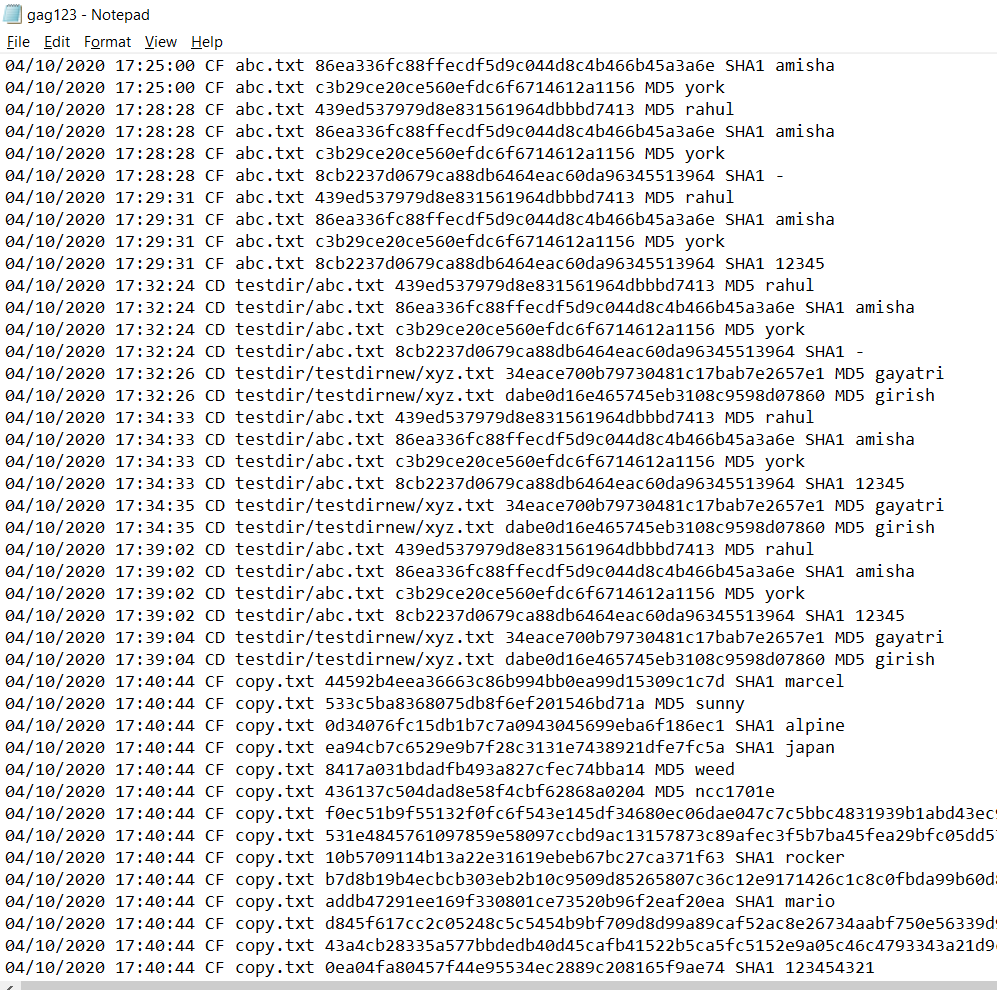 gag123 - Notepad
File Edit Format View Help
04/10/2020 17:25:00 CF abc.txt 86ea336fc88ffecdf5d9c044d8c4b466b45a3a6e SHA1 amisha
04/10/2020 17:25:00 CF abc.txt c3b29ce20ce560efdc6f6714612a1156 MD5 york
04/10/2020 17:28:28 CF abc.txt 439ed537979d8e831561964dbbbd7413 MD5 rahul
04/10/2020 17:28:28 CF abc.txt 86ea336fc88ffecdf5d9c044d8c4b466b45a3a6e SHA1 amisha
04/10/2020 17:28:28 CF abc.txt c3b29ce20ce560efdc6f6714612a1156 MD5 york
04/10/2020 17:28:28 CF abc.txt 8cb2237d0679ca88db6464eac60da96345513964 SHA1 -
04/10/2020 17:29:31 CF abc.txt 439ed537979d8e831561964dbbbd7413 MD5 rahul
04/10/2020 17:29:31 CF abc.txt 86ea336fc88ffecdf5d9c044d8c4b466b45a3a6e SHA1 amisha
04/10/2020 17:29:31 CF abc.txt c3b29ce20ce560efdc6f6714612a1156 MD5 york
04/10/2020 17:29:31 CF abc.txt 8cb2237d0679ca88db6464eac60da96345513964 SHA1 12345
04/10/2020 17:32:24 CD testdir/abc.txt 439ed537979d8e831561964dbbbd7413 MD5 rahul
04/10/2020 17:32:24 CD testdir/abc.txt 86ea336fc88ffecdf5d9c044d8c4b466b45a3a6e SHA1 amisha
04/10/2020 17:32:24 CD testdir/abc.txt c3b29ce20ce560efdc6f6714612a1156 MD5 york
04/10/2020 17:32:24 CD testdir/abc.txt 8cb2237d0679ca88db6464eac60da96345513964 SHA1 -
04/10/2020 17:32:26 CD testdir/testdirnew/xyz.txt 34eace700b79730481c17bab7e2657e1 MD5 gayatri
04/10/2020 17:32:26 CD testdir/testdirnew/xyz.txt dabe0d16e465745eb3108c9598d07860 MD5 girish
04/10/2020 17:34:33 CD testdir/abc.txt 439ed537979d8e831561964dbbbd7413 MD5 rahul
04/10/2020 17:34:33 CD testdir/abc.txt 86ea336fc88ffecdf5d9c044d8c4b466b45a3a6e SHA1 amisha
04/10/2020 17:34:33 CD testdir/abc.txt c3b29ce20ce560efdc6f6714612a1156 MD5 york
04/10/2020 17:34:33 CD testdir/abc.txt 8cb2237d0679ca88db6464eac60da96345513964 SHA1 12345
04/10/2020 17:34:35 CD testdir/testdirnew/xyz.txt 34eace700b79730481c17bab7e2657e1 MD5 gayatri
04/10/2020 17:34:35 CD testdir/testdirnew/xyz.txt dabe0d16e465745eb3108c9598d07860 MD5 girish
04/10/2020 17:39:02 CD testdir/abc.txt 439ed537979d8e831561964dbbbd7413 MD5 rahul
04/10/2020 17:39:02 CD testdir/abc.txt 86ea336fc88ffecdf5d9c044d8c4b466b45a3a6e SHA1 amisha
04/10/2020 17:39:02 CD testdir/abc.txt c3b29ce20ce560efdc6f6714612a1156 MD5 york
04/10/2020 17:39:02 CD testdir/abc.txt 8cb2237d0679ca88db6464eac60da96345513964 SHA1 12345
04/10/2020 17:39:04 CD testdir/testdirnew/xyz.txt 34eace700b79730481c17bab7e2657e1 MD5 gayatri
04/10/2020 17:39:04 CD testdir/testdirnew/xyz.txt dabe0d16e465745eb3108c9598d07860 MD5 girish
04/10/2020 17:40:44 CF copy.txt 44592b4eea36663c86b994bb0ea99d15309c1c7d SHA1 marcel
04/10/2020 17:40:44 CF copy.txt 533c5ba8368075db8f6ef201546bd71a MD5 sunny
04/10/2020 17:40:44 CF copy.txt 0d34076fc15db1b7c7a0943045699eba6f186ec1 SHA1 alpine
04/10/2020 17:40:44 CF copy.txt ea94cb7c6529e9b7f28c3131e7438921dfe7fc5a SHA1 japan
04/10/2020 17:40:44 CF copy.txt 8417a031bdadfb493a827cfec74bba14 MD5 weed
04/10/2020 17:40:44 CF copy.txt 436137c504dad8e58f4cbf62868a0204 MD5 ncc1701e
04/10/2020 17:40:44 CF copy.txt f0ec51b9f55132f0fc6f543e145df34680ec06dae047c7c5bbc4831939b1abd43ec9
04/10/2020 17:40:44 CF copy.txt 531e4845761097859e58097ccbd9ac13157873c89afec3f5b7ba45fea29bfc05dd57
04/10/2020 17:40:44 CF copy.txt 10b5709114b13a22e31619ebeb67bc27ca371f63 SHA1 rocker
04/10/2020 17:40:44 CF copy.txt b7d8b19b4ecbcb303eb2b10c9509d85265807c36c12e9171426c1c8c0fbda99b60d8
04/10/2020 17:40:44 CF copy.txt addb47291ee169f330801ce73520b96f2eaf20ea SHA1 mario
04/10/2020 17:40:44 CF copy.txt d845f617cc2c05248c5c5454b9bf709d8d99a89caf52ac8e26734aabf750e56339d9
04/10/2020 17:40:44 CF copy.txt 43a4cb28335a577bbdedb40d45cafb41522b5ca5fc5152e9a05c46c4793343a21d9c
04/10/2020 17:40:44 CF copy.txt 0ea04fa80457f44e95534ec2889c208165f9ae74 SHA1 123454321